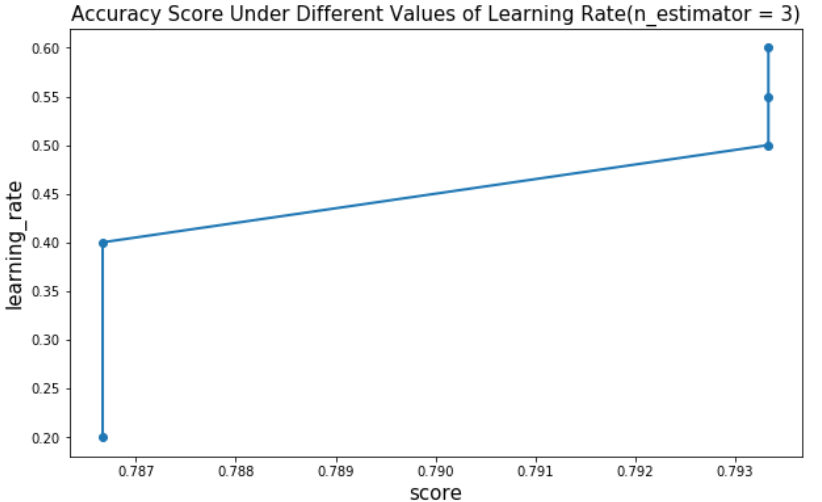 Accuracy Score Under Different Values of Learning Rate(n_estimator = 3)
0.60
0.55
0.50
0.45
0.40
0.35
0.30
0.25
0.20
learning_rate
0.787 0.788 0.789 0.790 0.791 0.792 0.793
score